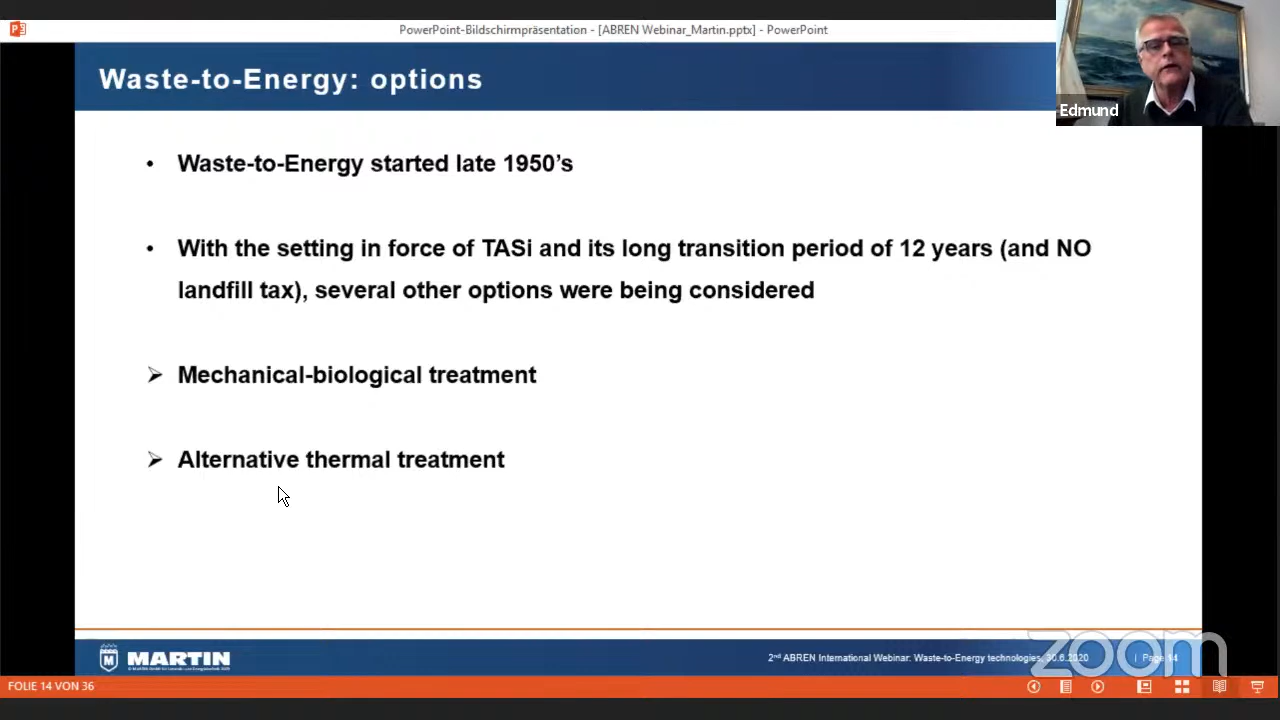 PowerPoint-Bildschirmpräsentation - [ABREN Webinar_Martin.pptx] - PowerPoint
Waste-to-Energy: options
Edmund
• Waste-to-Energy started late 1950's
• With the setting in force of TASi and its long transition period of 12 years (and NO
landfill tax), several other options were being considered
➢ Mechanical-biological treatment
➢ Alternative thermal treatment
MARTIN
2nd ABREN International Webinar: Waste-to-Energy technologies, 30.6.2020 | Page 14
zoom
FOLIE 14 VON 36